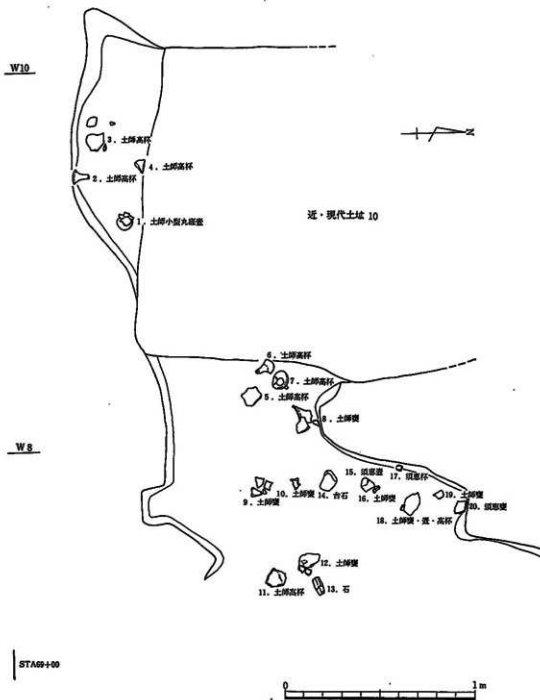 W10
3. 土師高杯
4. 土師高杯
2. 土師高杯
N
1. 土師小型丸底壺
近・現代土坑 10
6. 土師高杯
7. 土師高杯
5. 土師高杯
8. 土師甕
W8
15. 須恵甕
17. 須恵杯
9. 土師甕
10. 土師甕
14. 台石
16. 土師甕
19. 土師甕
18. 土師甕・壺・高杯
20. 須恵甕
12. 土師甕
11. 土師高杯
13. 石
STA69+00
0
1m